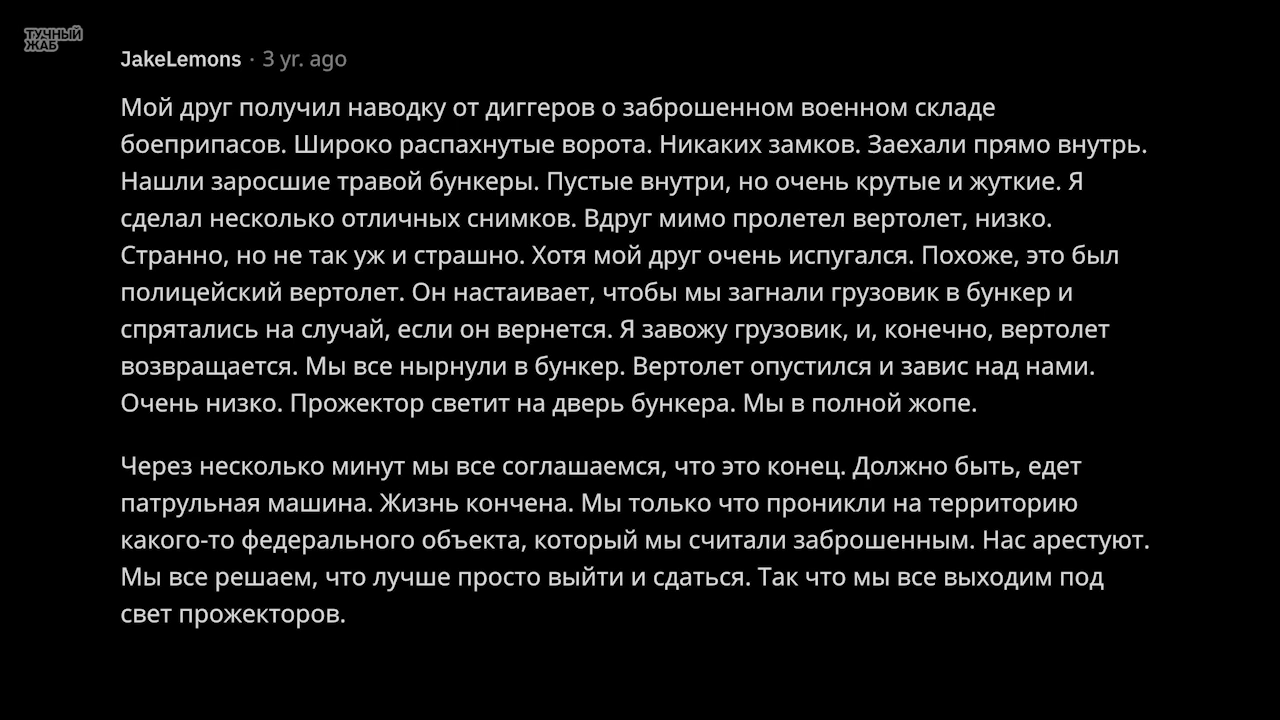 ТУЧНЫЙ
ЖАБ
JakeLemons · 3 yr. ago
Мой друг получил наводку от диггеров о заброшенном военном складе
боеприпасов. Широко распахнутые ворота. Никаких замков. Заехали прямо внутрь.
Нашли заросшие травой бункеры. Пустые внутри, но очень крутые и жуткие. Я
сделал несколько отличных снимков. Вдруг мимо пролетел вертолет, низко.
Странно, но не так уж и страшно. Хотя мой друг очень испугался. Похоже, это был
полицейский вертолет. Он настаивает, чтобы мы загнали грузовик в бункер и
спрятались на случай, если он вернется. Я завожу грузовик, и, конечно, вертолет
возвращается. Мы все нырнули в бункер. Вертолет опустился и завис над нами.
Очень низко. Прожектор светит на дверь бункера. Мы в полной жопе.
Через несколько минут мы все соглашаемся, что это конец. Должно быть, едет
патрульная машина. Жизнь кончена. Мы только что проникли на территорию
какого-то федерального объекта, который мы считали заброшенным. Нас арестуют.
Мы все решаем, что лучше просто выйти и сдаться. Так что мы все выходим под
свет прожекторов.